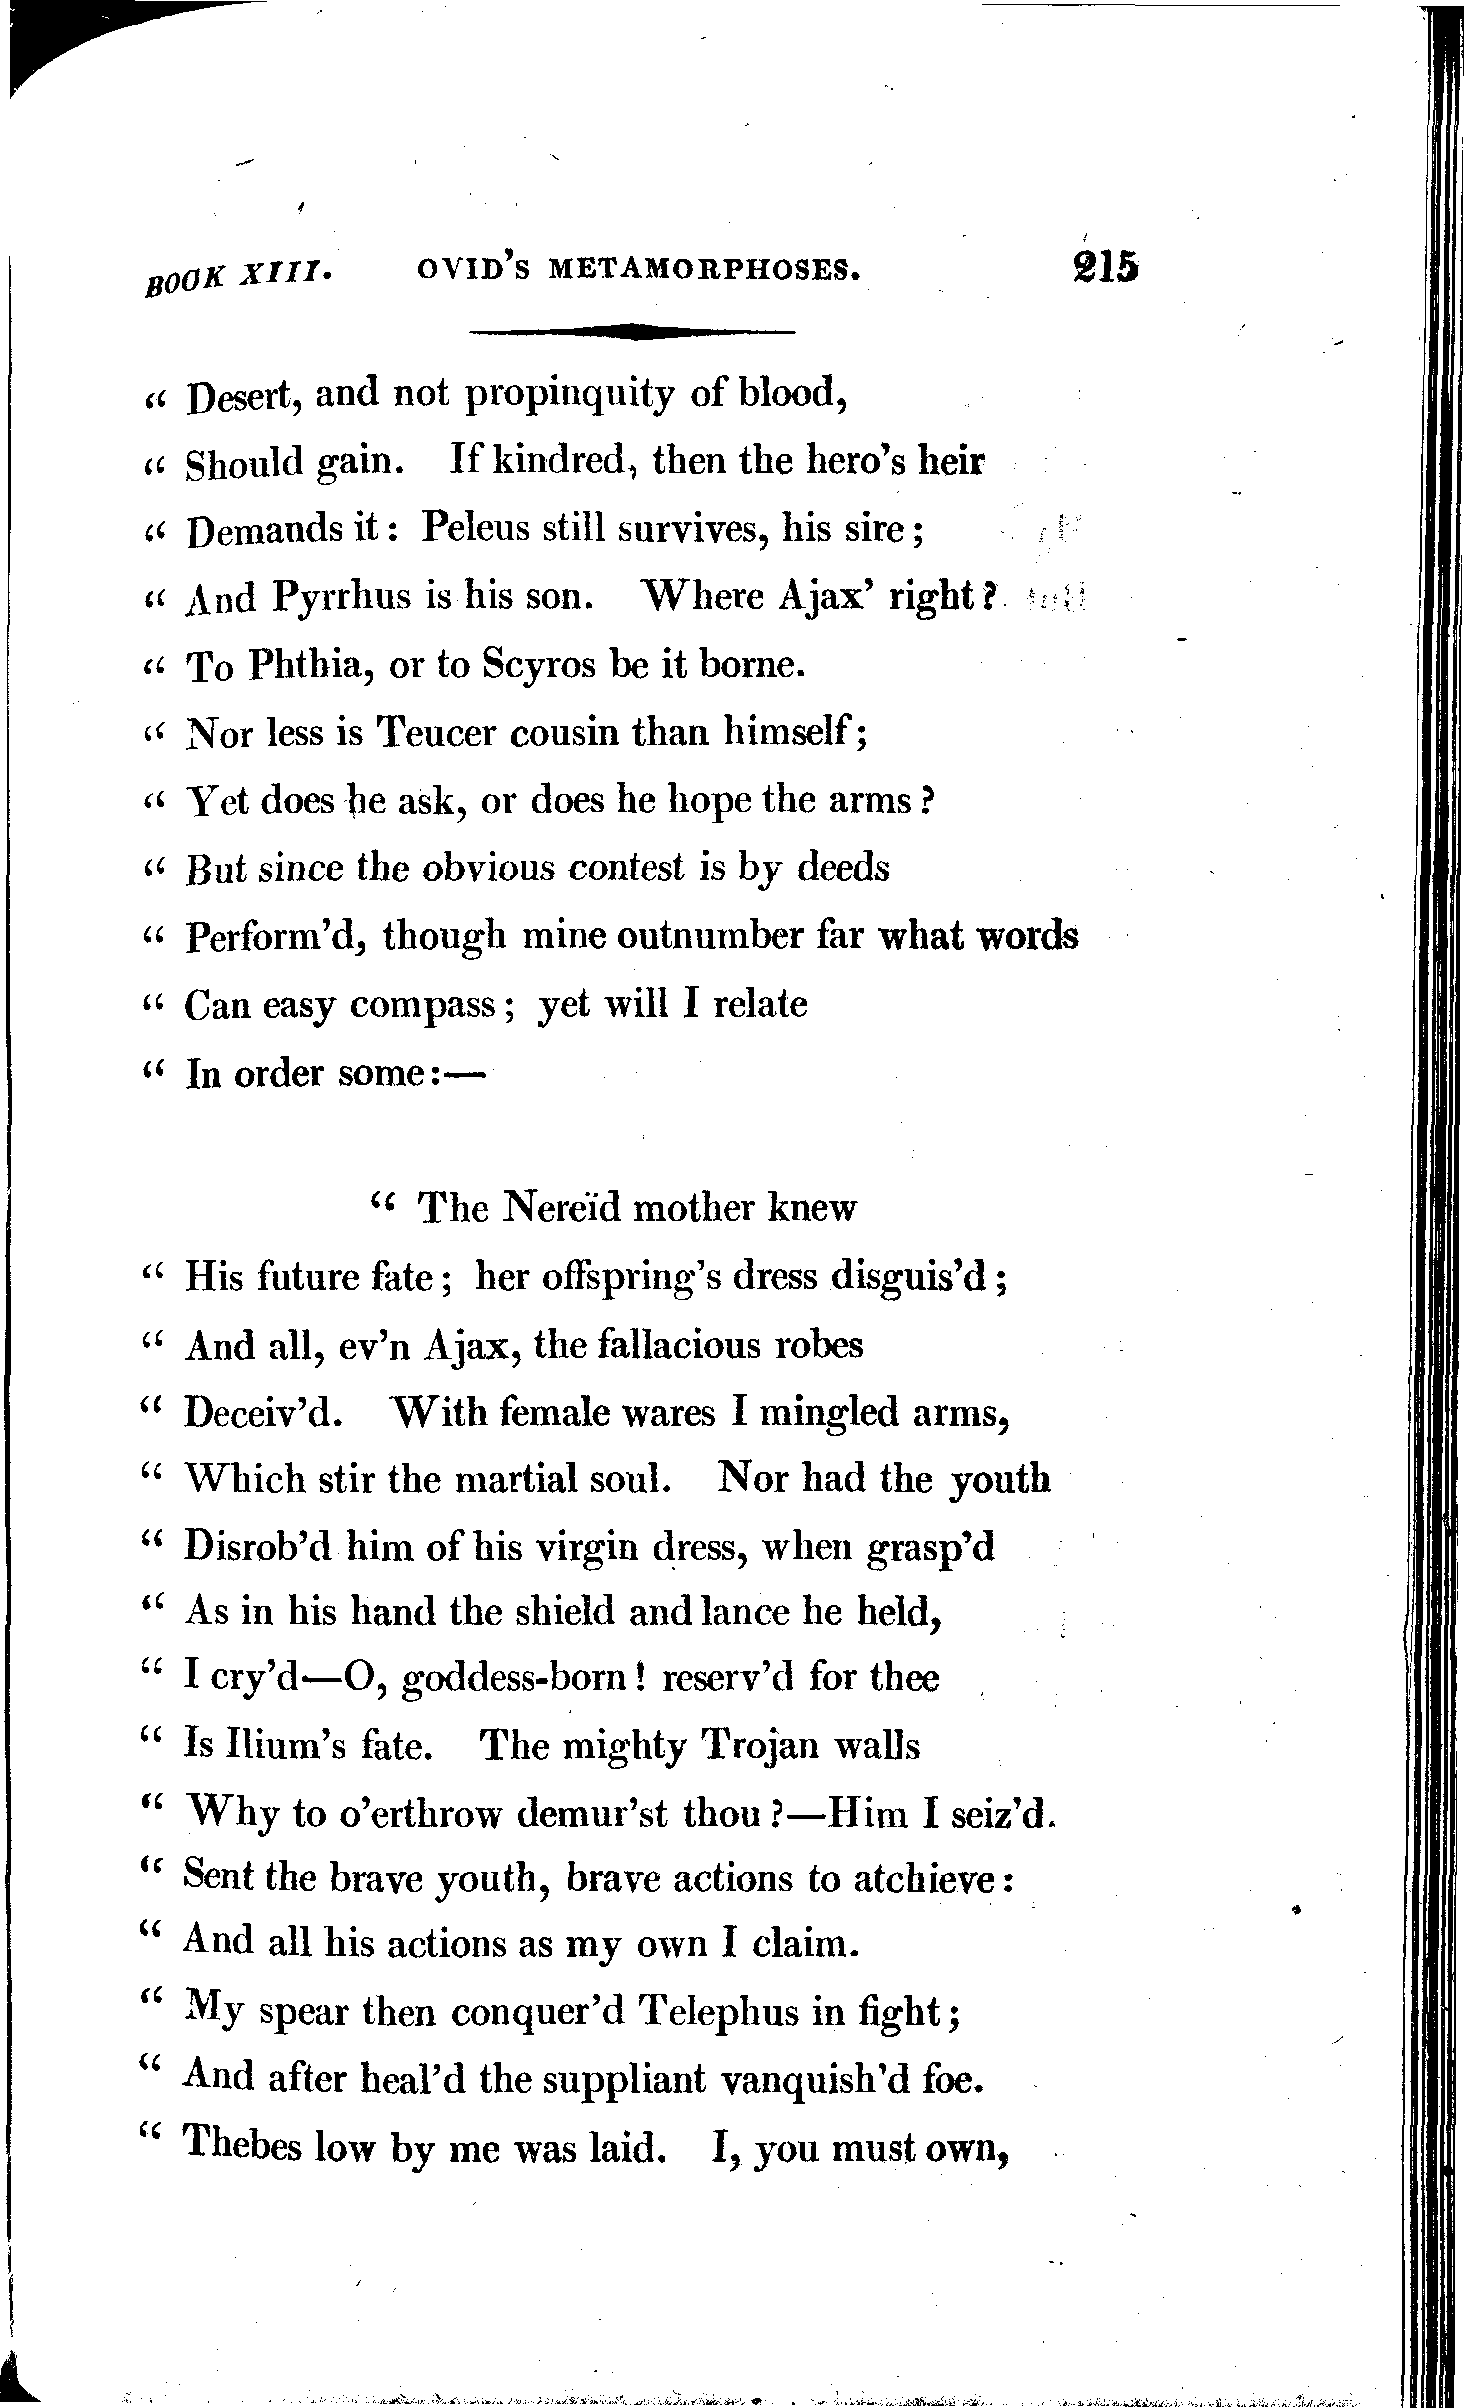 BOOK XIII. OVID'S METAMORPHOSES. 215
“ Desert, and not propinquity of blood,
“ Should gain. If kindred, then the hero's heir
“ Demands it: Peleus still survives, his sire;
“ And Pyrrhus is his son. Where Ajax' right?
“ To Phthia, or to Scyros be it borne.
“ Nor less is Teucer cousin than himself;
“ Yet does he ask, or does he hope the arms?
“ But since the obvious contest is by deeds
“ Perform'd, though mine outnumber far what words
“ Can easy compass; yet will I relate
“ In order some:—
“ The Nereïd mother knew
“ His future fate; her offspring's dress disguis'd;
“ And all, ev'n Ajax, the fallacious robes
“ Deceiv'd. With female wares I mingled arms,
“ Which stir the martial soul. Nor had the youth
“ Disrob'd him of his virgin dress, when grasp'd
“ As in his hand the shield and lance he held,
“ I cry'd—O, goddess-born! reserv'd for thee
“ Is Ilium's fate. The mighty Trojan walls
“ Why to o'erthrow demur'st thou?—Him I seiz'd.
“ Sent the brave youth, brave actions to atchieve:
“ And all his actions as my own I claim.
“ My spear then conquer'd Telephus in fight;
“ And after heal'd the suppliant vanquish'd foe.
“ Thebes low by me was laid. I, you must own,